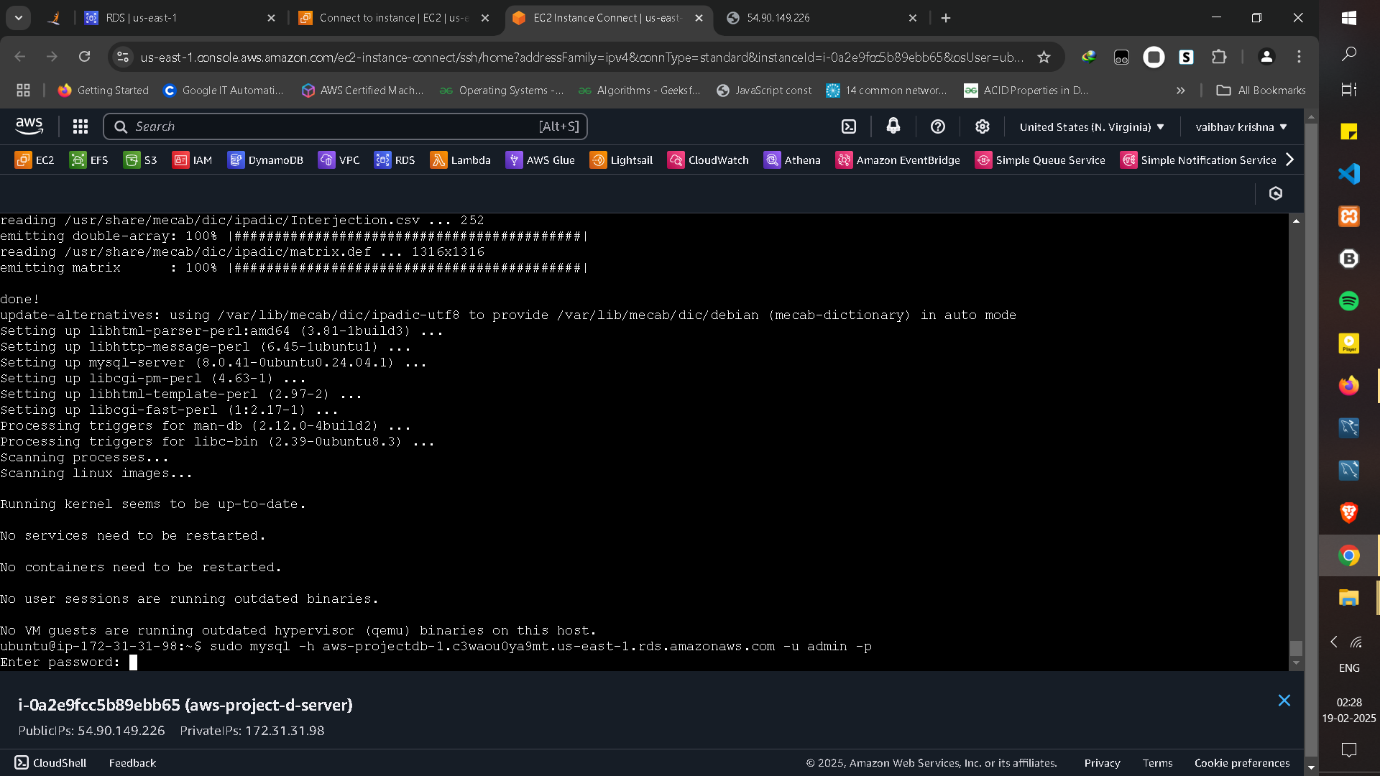 RDS | us-east-1
Connect to instance | EC2 | us-e
EC2 Instance Connect | us-east-
54.90.149.226
us-east-1.console.aws.amazon.com/ec2-instance-connect/ssh/home?addressFamily=ipv4&connType=standard&instanceId=i-0a2e9fcc5b89ebb65&osUser=ub...
Getting Started
Google IT Automati...
AWS Certified Mach...
Operating Systems -...
Algorithms - Geeksf...
JavaScript const
14 common networ...
ACID Properties in D...
All Bookmarks
aws
Search
[Alt+S]
United States (N. Virginia)
vaibhav krishna
EC2
EFS
S3
IAM
DynamoDB
VPC
RDS
Lambda
AWS Glue
Lightsail
CloudWatch
Athena
Amazon EventBridge
Simple Queue Service
Simple Notification Service
reading /usr/share/mecab/dic/ipadic/Interjection.csv ... 252
emitting double-array: 100% |###########################################|
reading /usr/share/mecab/dic/ipadic/matrix.def ... 1316x1316
emitting matrix      : 100% |###########################################|
done!
update-alternatives: using /var/lib/mecab/dic/ipadic-utf8 to provide /var/lib/mecab/dic/debian (mecab-dictionary) in auto mode
Setting up libhtml-parser-perl:amd64 (3.81-1build3) ...
Setting up libhttp-message-perl (6.45-1ubuntu1) ...
Setting up mysql-server (8.0.41-0ubuntu0.24.04.1) ...
Setting up libcgi-pm-perl (4.63-1) ...
Setting up libhtml-template-perl (2.97-2) ...
Setting up libcgi-fast-perl (1:2.17-1) ...
Processing triggers for man-db (2.12.0-4build2) ...
Processing triggers for libc-bin (2.39-0ubuntu8.3) ...
Scanning processes...
Scanning linux images...
Running kernel seems to be up-to-date.
No services need to be restarted.
No containers need to be restarted.
No user sessions are running outdated binaries.
No VM guests are running outdated hypervisor (qemu) binaries on this host.
ubuntu@ip-172-31-31-98:~$ sudo mysql -h aws-projectdb-1.c3waou0ya9mt.us-east-1.rds.amazonaws.com -u admin -p
Enter password:
i-0a2e9fcc5b89ebb65 (aws-project-d-server)
PublicIPs: 54.90.149.226    PrivateIPs: 172.31.31.98
CloudShell
Feedback
© 2025, Amazon Web Services, Inc. or its affiliates.
Privacy
Terms
Cookie preferences
ENG
02:28
19-02-2025